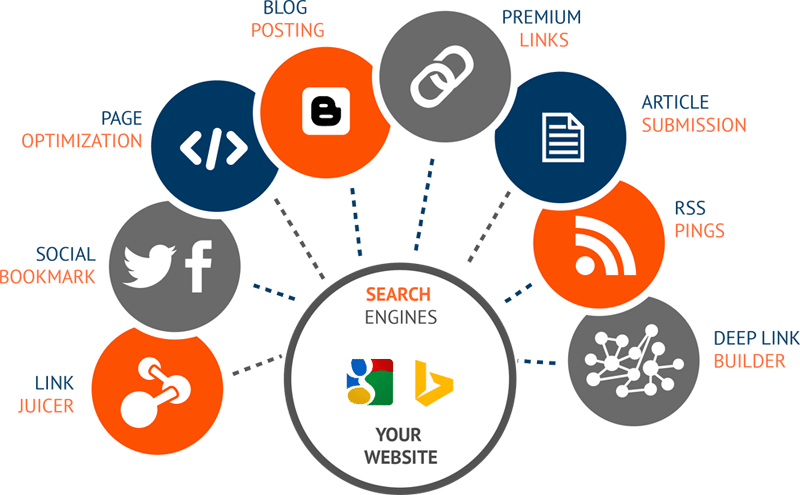 BLOG
POSTING
PREMIUM
LINKS
PAGE
OPTIMIZATION
ARTICLE
SUBMISSION
SOCIAL
BOOKMARK
RSS
PINGS
LINK
JUICER
DEEP LINK
BUILDER
SEARCH
ENGINES
YOUR
WEBSITE